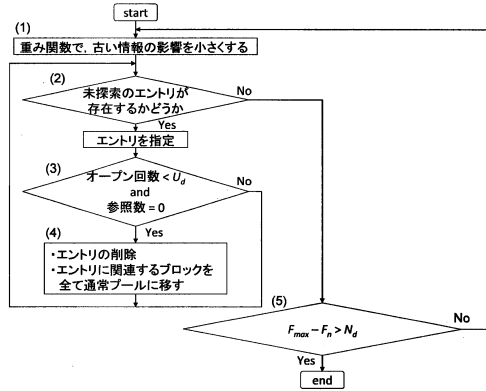 start
(1)
重み関数で，古い情報の影響を小さくする
(2)
未探索のエントリが
存在するかどうか
No
Yes
エントリを指定
(3)
オープン回数 < Ud
and
参照数 = 0
No
Yes
(4)
・エントリの削除
・エントリに関連するブロックを
全て通常プールに移す
(5)
Fmax − Fn > Nd
No
Yes
end